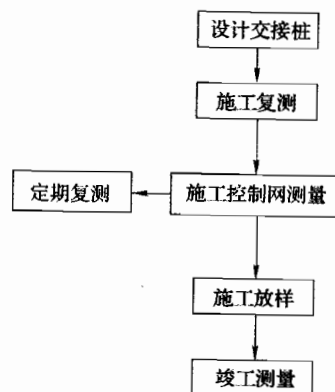 设计交接桩
施工复测
定期复测
施工控制网测量
施工放样
竣工测量